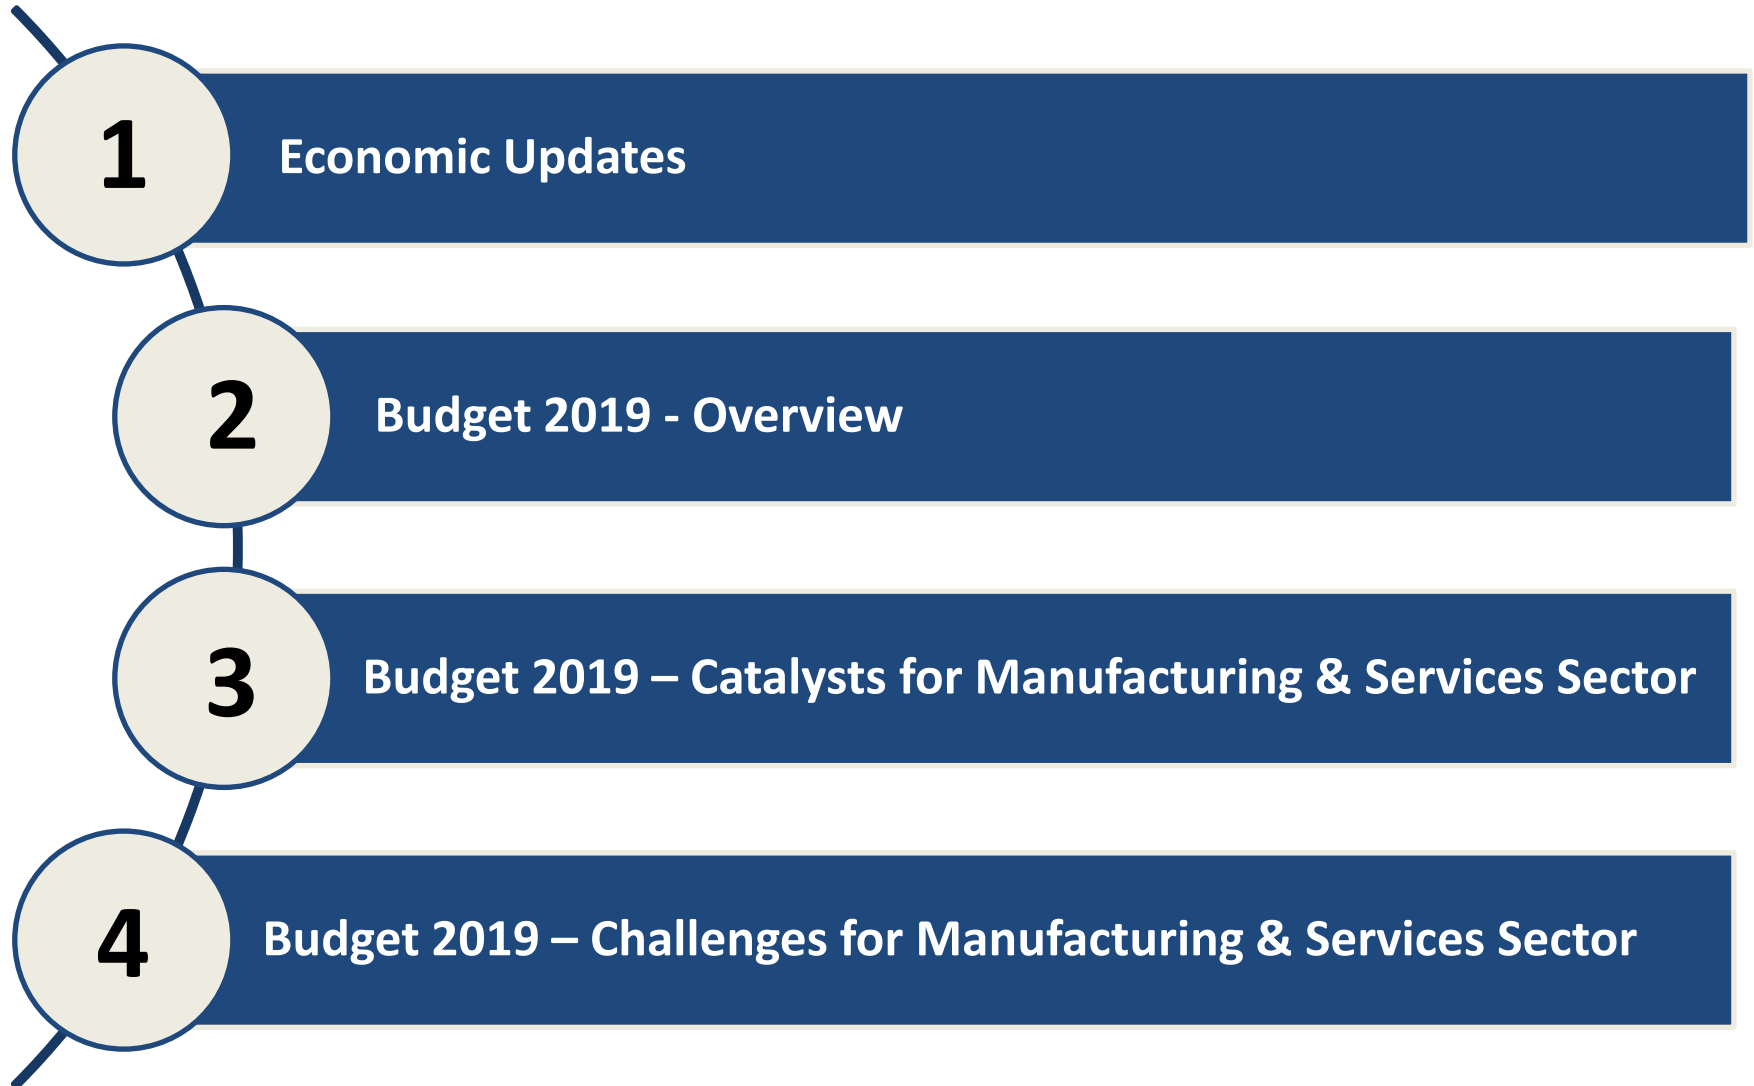 1
Economic Updates
2
Budget 2019 - Overview
3
Budget 2019 – Catalysts for Manufacturing & Services Sector
4
Budget 2019 – Challenges for Manufacturing & Services Sector